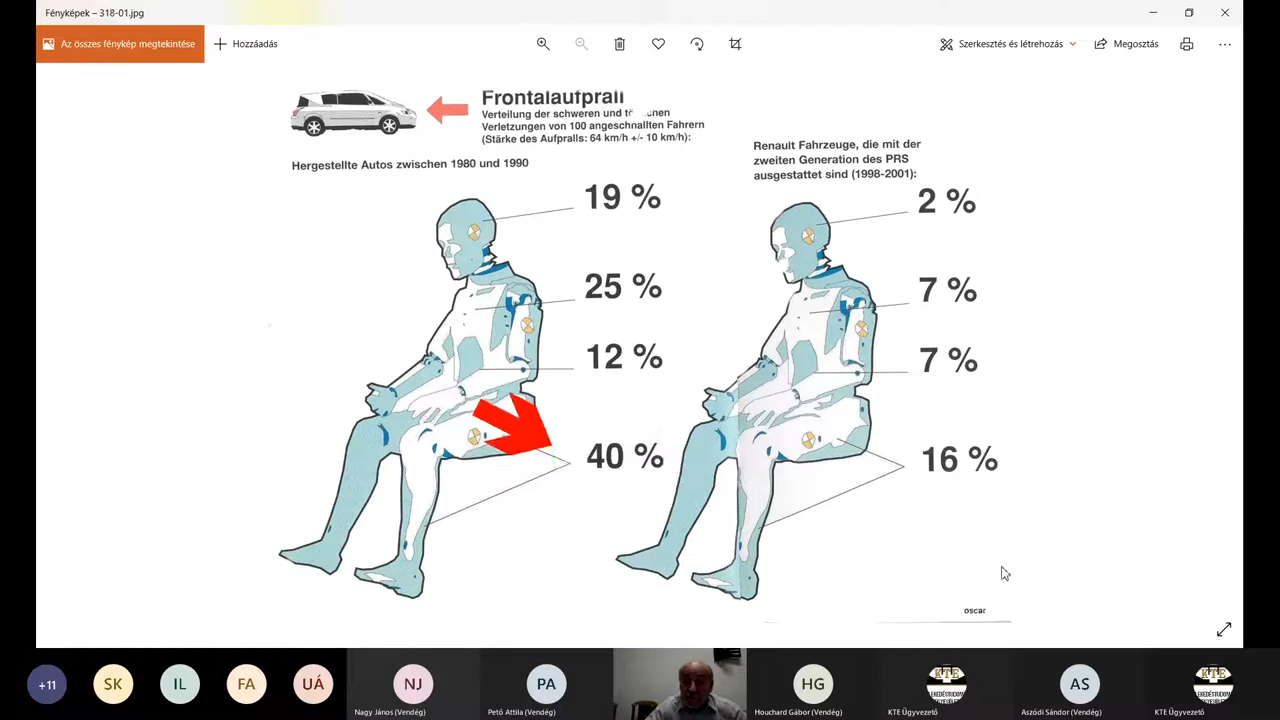 Fényképek – 318-01.jpg
Az összes fénykép megtekintése
Hozzáadás
Szerkesztés és létrehozás
Megosztás
Frontalaufprall
Verteilung der schweren und
Verletzungen von 100 angeschnallten Fahrern
(Stärke des Aufpralls: 64 km/h +/- 10 km/h):
Hergestellte Autos zwischen 1980 und 1990
19 %
25 %
12 %
40 %
Renault Fahrzeuge, die mit der
zweiten Generation des PRS
ausgestattet sind (1998-2001):
2 %
7 %
7 %
16 %
oscar
+11
SK
IL
FA
UÁ
NJ
Nagy János (Vendég)
PA
Pető Attila (Vendég)
HG
Houchard Gábor (Vendég)
KTE
KTE Ügyvezető
AS
Aszódi Sándor (Vendég)
KTE
KTE Ügyvezető